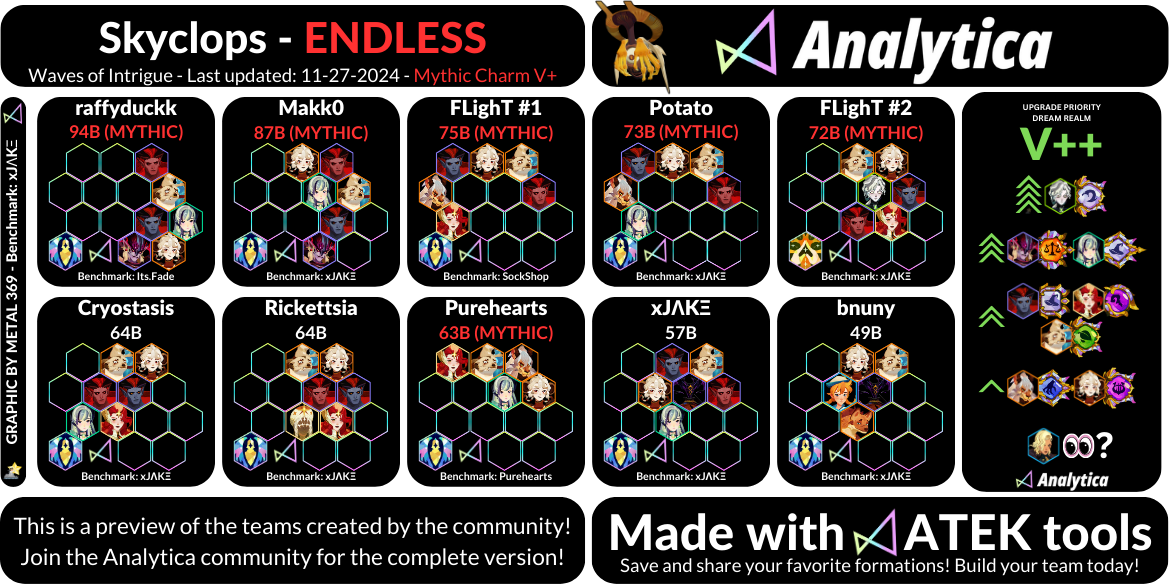 Skyclops - ENDLESS
Waves of Intrigue - Last updated: 11-27-2024 - Mythic Charm V+
Analytica
GRAPHIC BY METAL 369 - Benchmark: xJΛKΞ
raffyduckk
94B (MYTHIC)
Benchmark: Its.Fade
Makk0
87B (MYTHIC)
Benchmark: xJΛKΞ
FLighT #1
75B (MYTHIC)
Benchmark: SockShop
Potato
73B (MYTHIC)
Benchmark: xJΛKΞ
FLighT #2
72B (MYTHIC)
Benchmark: xJΛKΞ
Cryostasis
64B
Benchmark: xJΛKΞ
Rickettsia
64B
Benchmark: xJΛKΞ
Purehearts
63B (MYTHIC)
Benchmark: Purehearts
xJΛKΞ
57B
Benchmark: xJΛKΞ
bnuny
49B
Benchmark: xJΛKΞ
UPGRADE PRIORITY
DREAM REALM
V++
?
Analytica
This is a preview of the teams created by the community!
Join the Analytica community for the complete version!
Made with ATEK tools
Save and share your favorite formations! Build your team today!